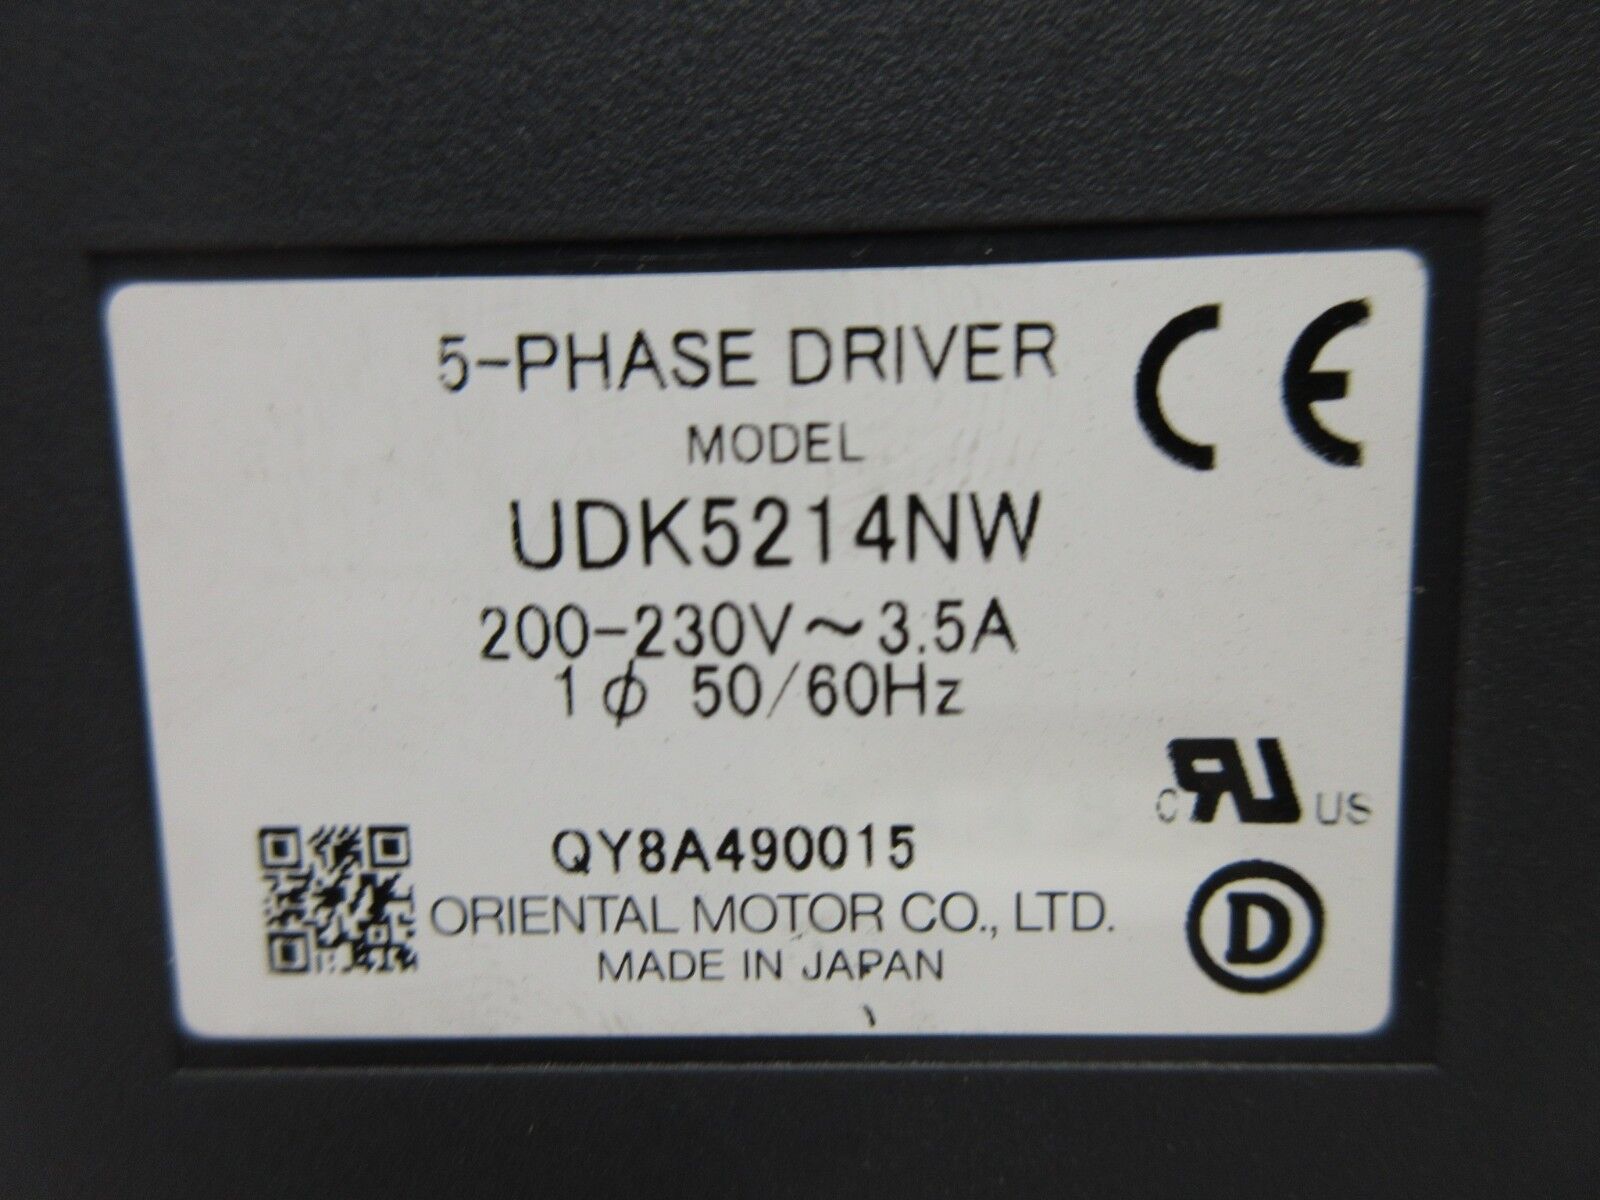 5-PHASE DRIVER
CE
MODEL
UDK5214NW
200-230V～3.5A
1φ 50/60Hz
C RU US
QY8A490015
ORIENTAL MOTOR CO., LTD.
D
MADE IN JAPAN